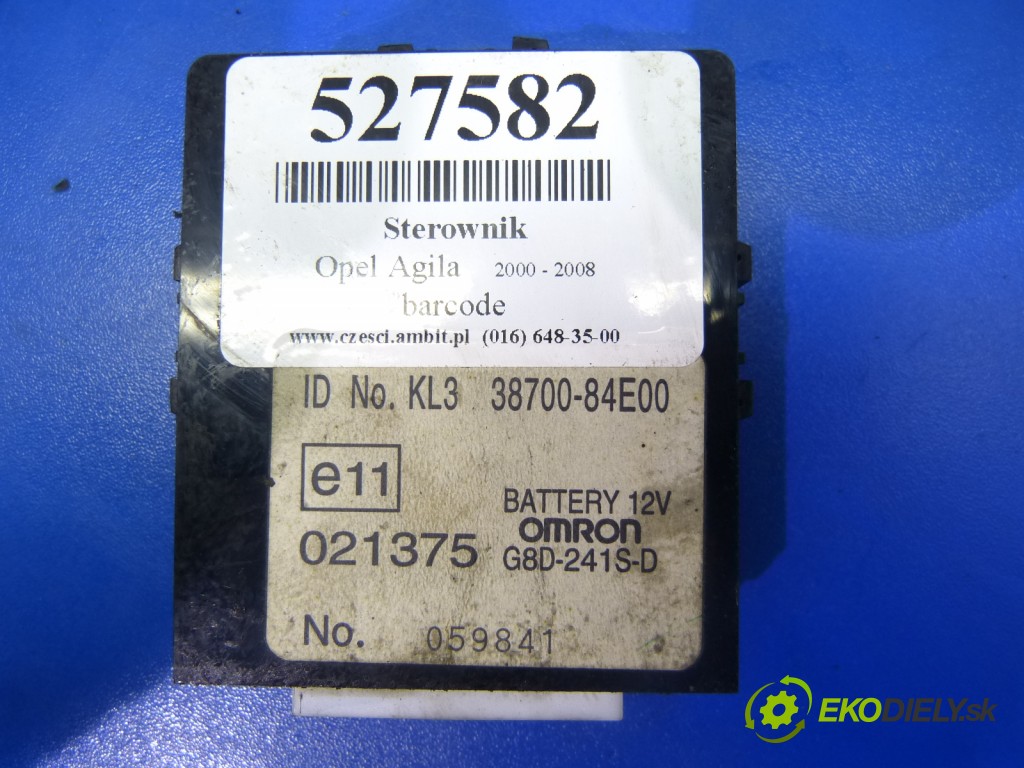 527582
Sterownik
Opel Agila 2000 - 2008
"barcode
www.czesci.ambit.pl (016) 648-35-00
ID No. KL3 38700-84E00
e11
BATTERY 12V
OMRON
021375 G8D-241S-D
No. 059841
EKODIELY.sk